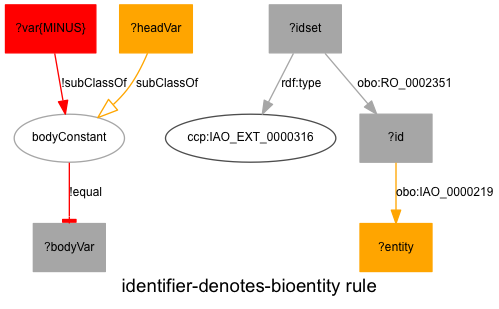 ?var{MINUS}
?headVar
?idset
!subClassOf
subClassOf
rdf:type
obo:RO_0002351
bodyConstant
ccp:IAO_EXT_0000316
?id
!equal
obo:IAO_0000219
?bodyVar
?entity
identifier-denotes-bioentity rule